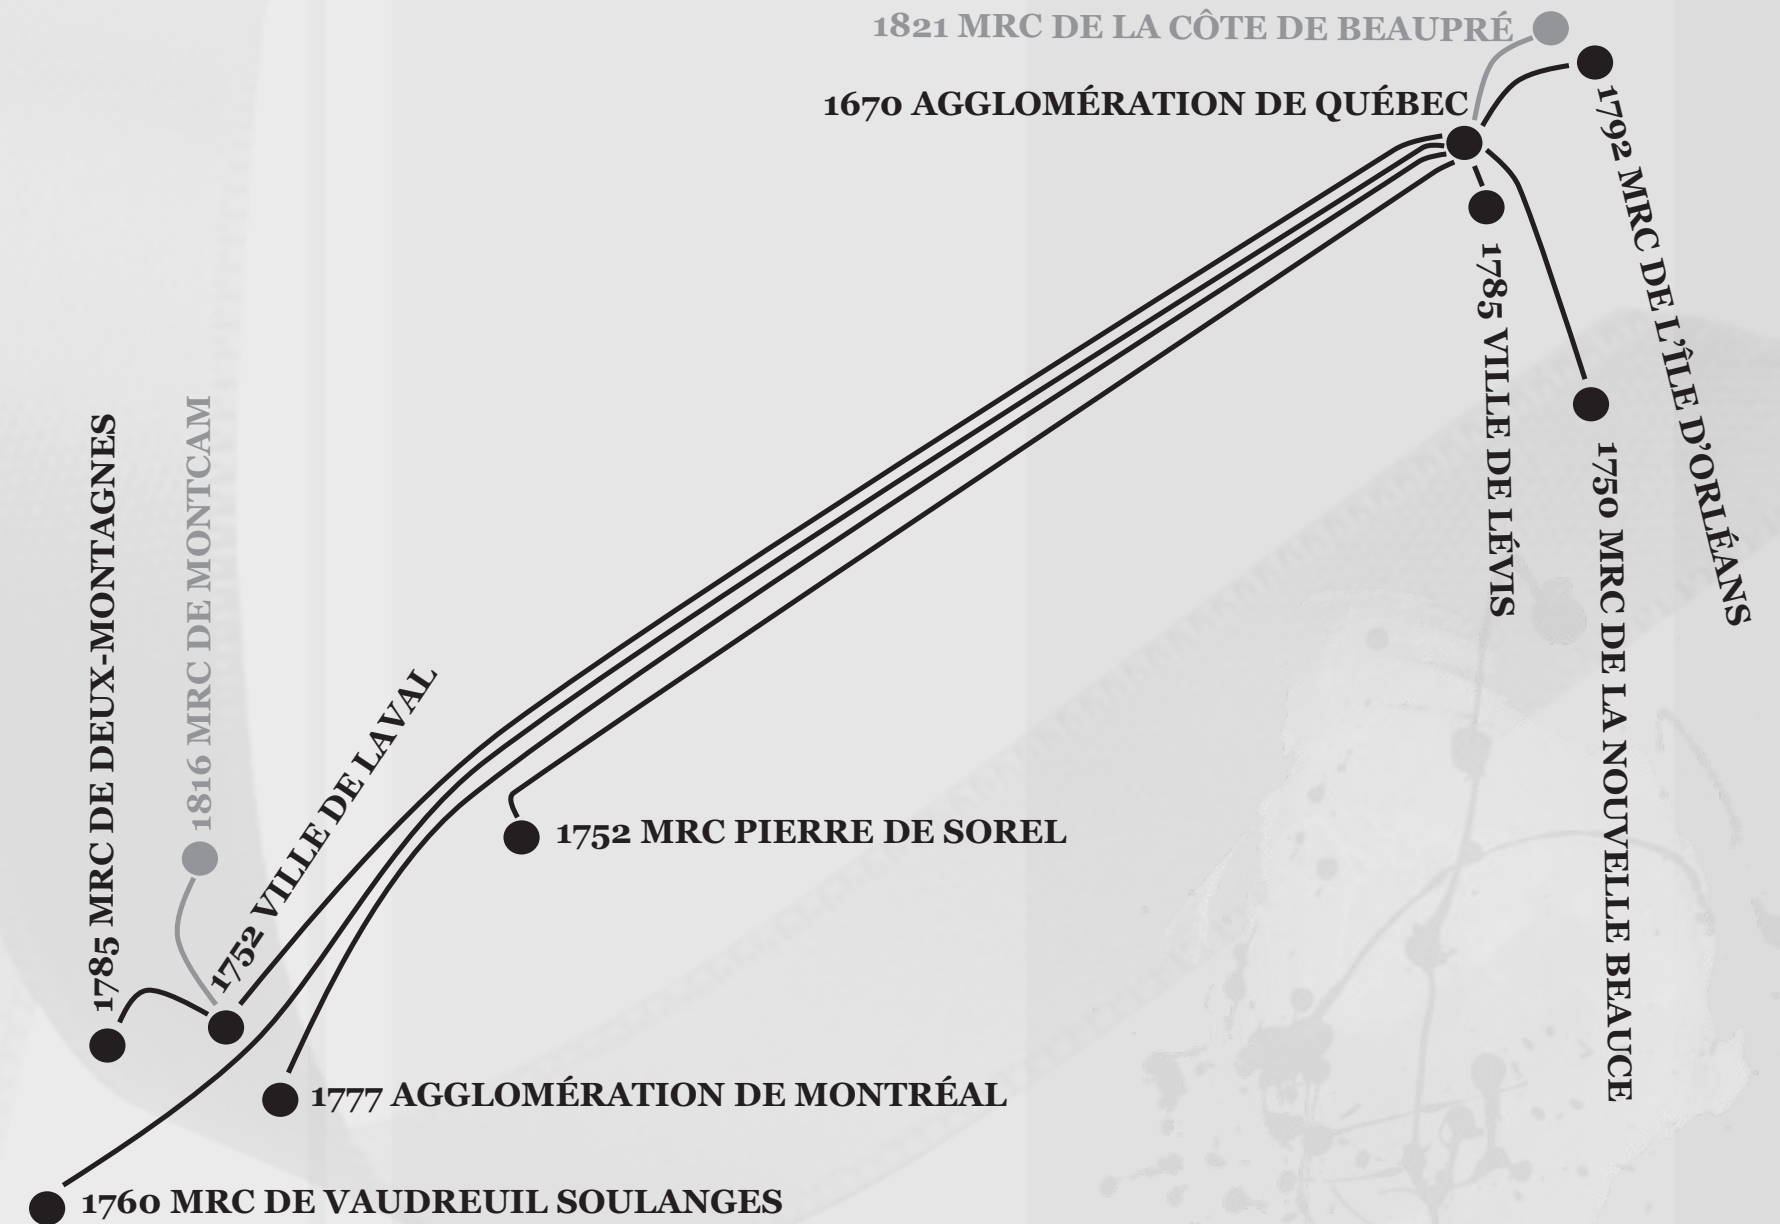 1821 MRC DE LA CÔTE DE BEAUPRÉ
1670 AGGLOMÉRATION DE QUÉBEC
1792 MRC DE L'ÎLE D'ORLÉANS
1785 VILLE DE LÉVIS
1750 MRC DE LA NOUVELLE BEAUCE
1785 MRC DE DEUX-MONTAGNES
1816 MRC DE MONTCAM
1752 VILLE DE LAVAL
1752 MRC PIERRE DE SOREL
1777 AGGLOMÉRATION DE MONTRÉAL
1760 MRC DE VAUDREUIL SOULANGES